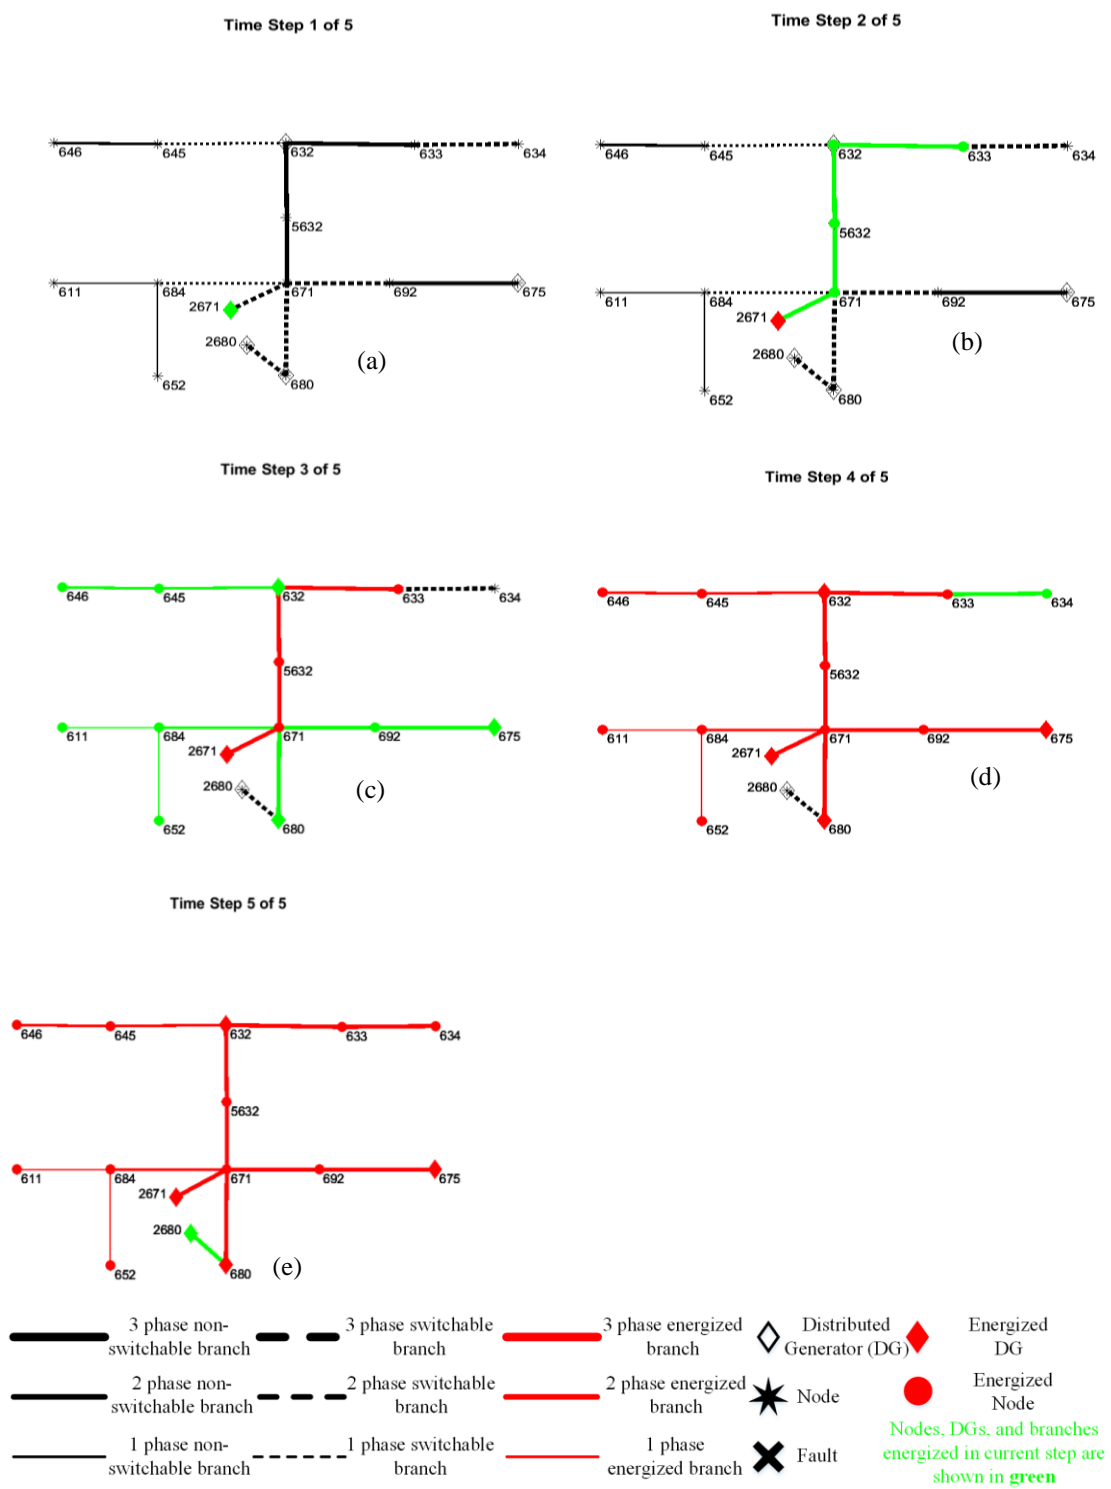 Time Step 1 of 5
646
645
632
633
634
5632
611
684
671
692
675
2671
2680
652
680
(a)
Time Step 2 of 5
646
645
632
633
634
5632
611
684
671
692
675
2671
2680
652
680
(b)
Time Step 3 of 5
646
645
632
633
634
5632
611
684
671
692
675
2671
2680
652
680
(c)
Time Step 4 of 5
646
645
632
633
634
5632
611
684
671
692
675
2671
2680
652
680
(d)
Time Step 5 of 5
646
645
632
633
634
5632
611
684
671
692
675
2671
2680
652
680
(e)
3 phase non-
switchable branch
3 phase switchable
branch
3 phase energized
branch
Distributed
Generator (DG)
Energized
DG
2 phase non-
switchable branch
2 phase switchable
branch
2 phase energized
branch
Node
Energized
Node
1 phase non-
switchable branch
1 phase switchable
branch
1 phase
energized branch
Fault
Nodes, DGs, and branches
energized in current step are
shown in green